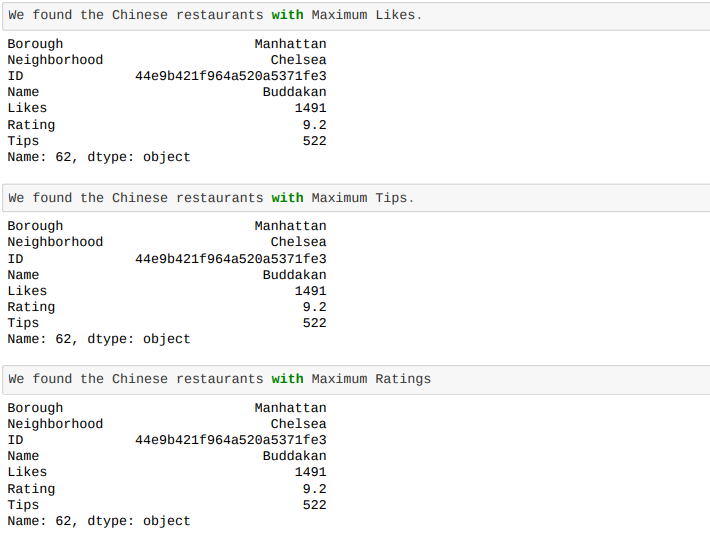 We found the Chinese restaurants with Maximum Likes.
Borough Manhattan
Neighborhood Chelsea
ID 44e9b421f964a520a5371fe3
Name Buddakan
Likes 1491
Rating 9.2
Tips 522
Name: 62, dtype: object
We found the Chinese restaurants with Maximum Tips.
Borough Manhattan
Neighborhood Chelsea
ID 44e9b421f964a520a5371fe3
Name Buddakan
Likes 1491
Rating 9.2
Tips 522
Name: 62, dtype: object
We found the Chinese restaurants with Maximum Ratings
Borough Manhattan
Neighborhood Chelsea
ID 44e9b421f964a520a5371fe3
Name Buddakan
Likes 1491
Rating 9.2
Tips 522
Name: 62, dtype: object